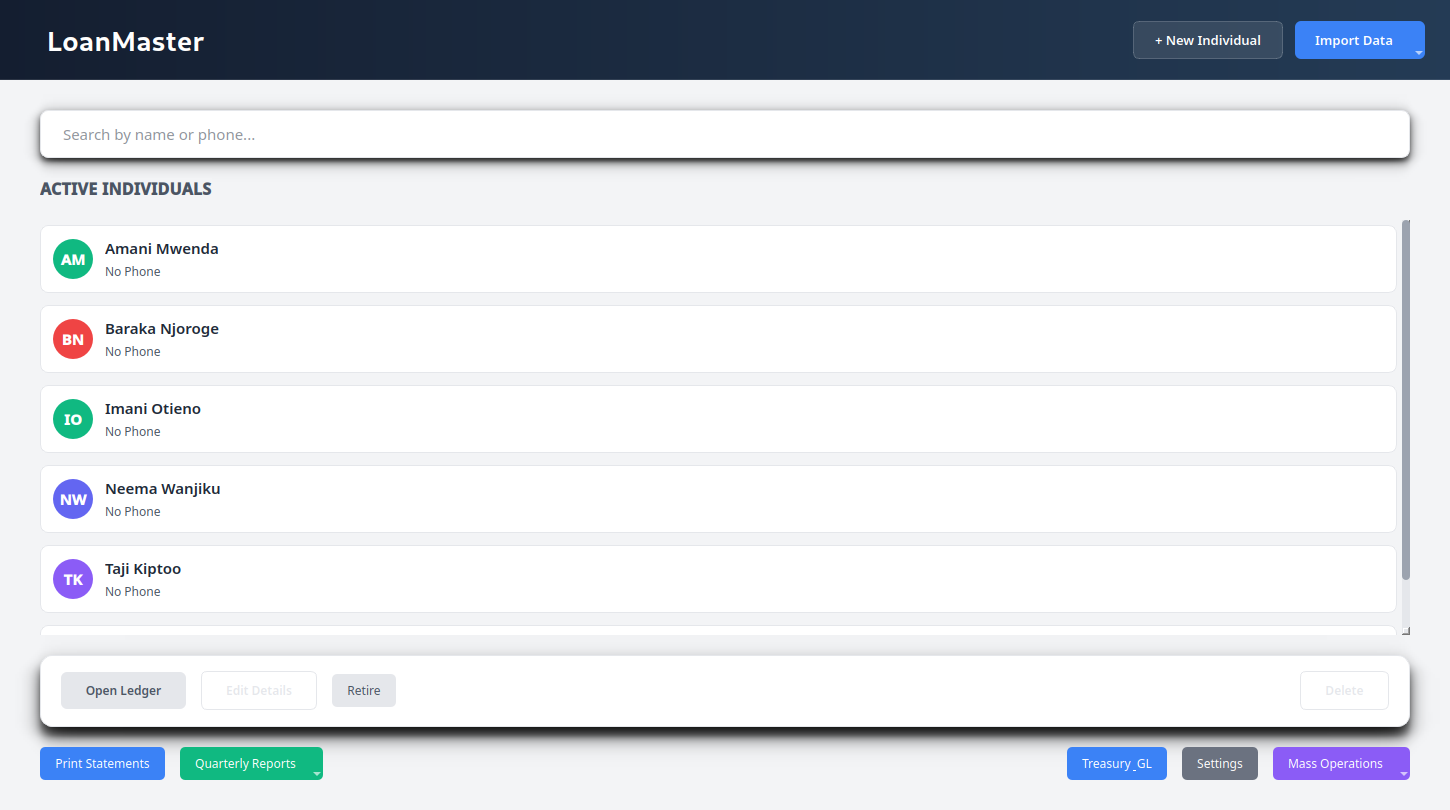 LoanMaster
+ New Individual
Import Data
Search by name or phone...
ACTIVE INDIVIDUALS
AM
Amani Mwenda
No Phone
BN
Baraka Njoroge
No Phone
IO
Imani Otieno
No Phone
NW
Neema Wanjiku
No Phone
TK
Taji Kiptoo
No Phone
Open Ledger
Edit Details
Retire
Delete
Print Statements
Quarterly Reports
Treasury_GL
Settings
Mass Operations